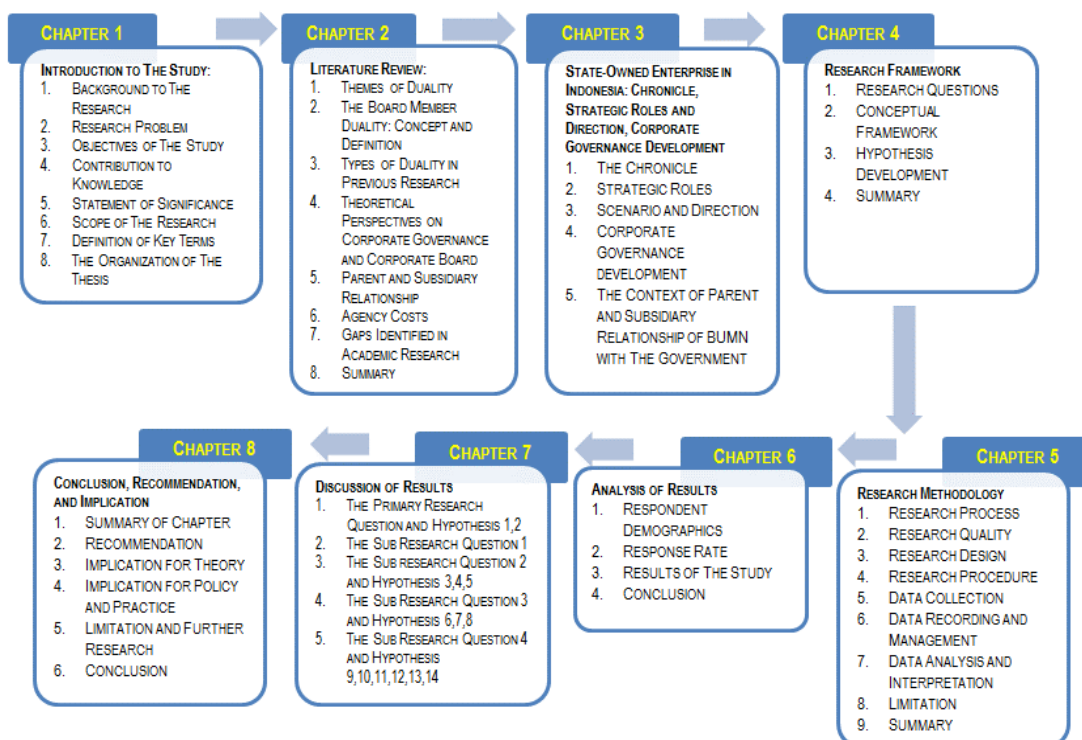 CHAPTER 1
INTRODUCTION TO THE STUDY:
1. BACKGROUND TO THE
RESEARCH
2. RESEARCH PROBLEM
3. OBJECTIVES OF THE STUDY
4. CONTRIBUTION TO
KNOWLEDGE
5. STATEMENT OF SIGNIFICANCE
6. SCOPE OF THE RESEARCH
7. DEFINITION OF KEY TERMS
8. THE ORGANIZATION OF THE
THESIS
CHAPTER 2
LITERATURE REVIEW:
1. THEMES OF DUALITY
2. THE BOARD MEMBER
DUALITY: CONCEPT AND
DEFINITION
3. TYPES OF DUALITY IN
PREVIOUS RESEARCH
4. THEORETICAL
PERSPECTIVES ON
CORPORATE GOVERNANCE
AND CORPORATE BOARD
5. PARENT AND SUBSIDIARY
RELATIONSHIP
6. AGENCY COSTS
7. GAPS IDENTIFIED IN
ACADEMIC RESEARCH
8. SUMMARY
CHAPTER 3
STATE-OWNED ENTERPRISE IN
INDONESIA: CHRONICLE,
STRATEGIC ROLES AND
DIRECTION, CORPORATE
GOVERNANCE DEVELOPMENT
1. THE CHRONICLE
2. STRATEGIC ROLES
3. SCENARIO AND DIRECTION
4. CORPORATE
GOVERNANCE
DEVELOPMENT
5. THE CONTEXT OF PARENT
AND SUBSIDIARY
RELATIONSHIP OF BUMN
WITH THE GOVERNMENT
CHAPTER 4
RESEARCH FRAMEWORK
1. RESEARCH QUESTIONS
2. CONCEPTUAL
FRAMEWORK
3. HYPOTHESIS
DEVELOPMENT
4. SUMMARY
CHAPTER 5
RESEARCH METHODOLOGY
1. RESEARCH PROCESS
2. RESEARCH QUALITY
3. RESEARCH DESIGN
4. RESEARCH PROCEDURE
5. DATA COLLECTION
6. DATA RECORDING AND
MANAGEMENT
7. DATA ANALYSIS AND
INTERPRETATION
8. LIMITATION
9. SUMMARY
CHAPTER 6
ANALYSIS OF RESULTS
1. RESPONDENT
DEMOGRAPHICS
2. RESPONSE RATE
3. RESULTS OF THE STUDY
4. CONCLUSION
CHAPTER 7
DISCUSSION OF RESULTS
1. THE PRIMARY RESEARCH
QUESTION AND HYPOTHESIS 1,2
2. THE SUB RESEARCH QUESTION 1
3. THE SUB RESEARCH QUESTION 2
AND HYPOTHESIS 3,4,5
4. THE SUB RESEARCH QUESTION 3
AND HYPOTHESIS 6,7,8
5. THE SUB RESEARCH QUESTION 4
AND HYPOTHESIS
9,10,11,12,13,14
CHAPTER 8
CONCLUSION, RECOMMENDATION,
AND IMPLICATION
1. SUMMARY OF CHAPTER
2. RECOMMENDATION
3. IMPLICATION FOR THEORY
4. IMPLICATION FOR POLICY
AND PRACTICE
5. LIMITATION AND FURTHER
RESEARCH
6. CONCLUSION